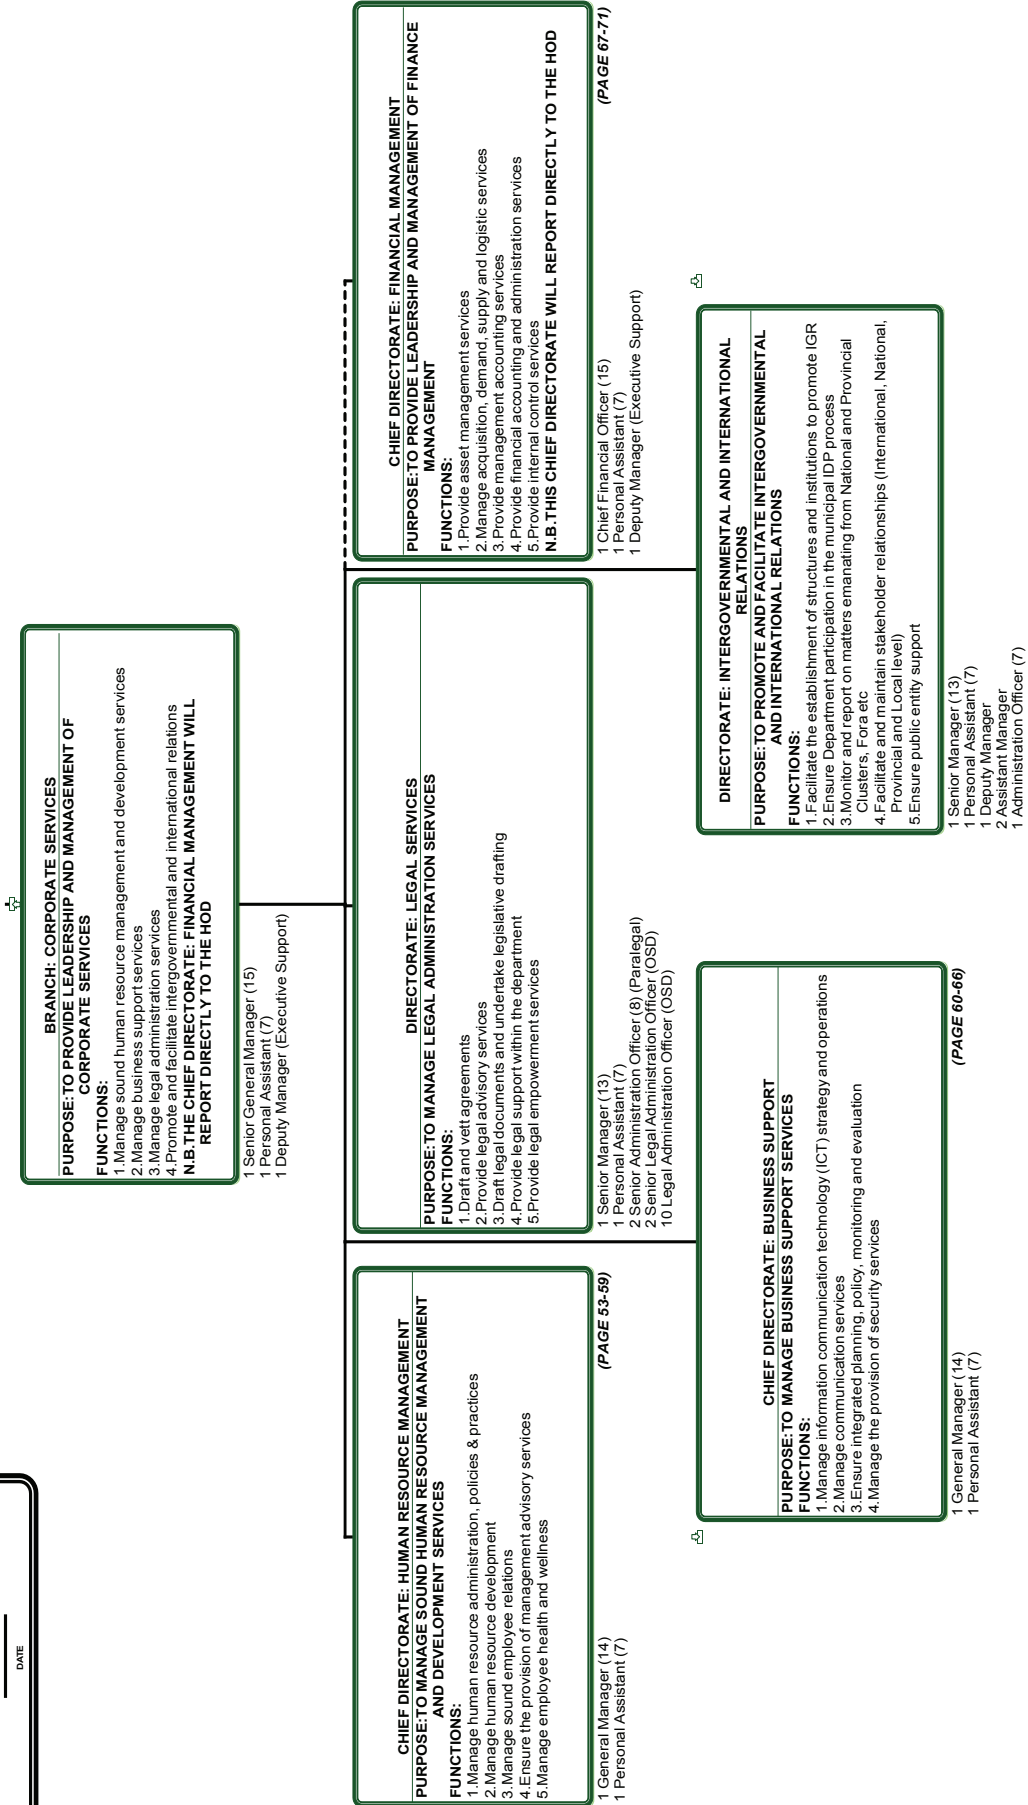 DATE
BRANCH: CORPORATE SERVICES
PURPOSE:TO PROVIDE LEADERSHIP AND MANAGEMENT OF
CORPORATE SERVICES
FUNCTIONS:
1.Manage sound human resource management and development services
2.Manage business support services
3.Manage legal administration services
4.Promote and facilitate intergovernmental and international relations
N.B.THE CHIEF DIRECTORATE: FINANCIAL MANAGEMENT WILL
REPORT DIRECTLY TO THE HOD
1 Senior General Manager (15)
1 Personal Assistant (7)
1 Deputy Manager (Executive Support)
CHIEF DIRECTORATE: HUMAN RESOURCE MANAGEMENT
PURPOSE:TO MANAGE SOUND HUMAN RESOURCE MANAGEMENT
AND DEVELOPMENT SERVICES
FUNCTIONS:
1.Manage human resource administration, policies & practices
2.Manage human resource development
3.Manage sound employee relations
4.Ensure the provision of management advisory services
5.Manage employee health and wellness
(PAGE 53-59)
1 General Manager (14)
1 Personal Assistant (7)
DIRECTORATE: LEGAL SERVICES
PURPOSE:TO MANAGE LEGAL ADMINISTRATION SERVICES
FUNCTIONS:
1.Draft and vett agreements
2.Provide legal advisory services
3.Draft legal documents and undertake legislative drafting
4.Provide legal support within the department
5.Provide legal empowerment services
1 Senior Manager (13)
1 Personal Assistant (7)
2 Senior Administration Officer (8) (Paralegal)
2 Senior Legal Administration Officer (OSD)
10 Legal Administration Officer (OSD)
CHIEF DIRECTORATE: FINANCIAL MANAGEMENT
PURPOSE:TO PROVIDE LEADERSHIP AND MANAGEMENT OF FINANCE
MANAGEMENT
FUNCTIONS:
1.Provide asset management services
2.Manage acquisition, demand, supply and logistic services
3.Provide management accounting services
4.Provide financial accounting and administration services
5.Provide internal control services
N.B.THIS CHIEF DIRECTORATE WILL REPORT DIRECTLY TO THE HOD
(PAGE 67-71)
1 Chief Financial Officer (15)
1 Personal Assistant (7)
1 Deputy Manager (Executive Support)
CHIEF DIRECTORATE: BUSINESS SUPPORT
PURPOSE:TO MANAGE BUSINESS SUPPORT SERVICES
FUNCTIONS:
1.Manage information communication technology (ICT) strategy and operations
2.Manage communication services
3.Ensure integrated planning, policy, monitoring and evaluation
4.Manage the provision of security services
(PAGE 60-66)
1 General Manager (14)
1 Personal Assistant (7)
DIRECTORATE: INTERGOVERNMENTAL AND INTERNATIONAL
RELATIONS
PURPOSE:TO PROMOTE AND FACILITATE INTERGOVERNMENTAL
AND INTERNATIONAL RELATIONS
FUNCTIONS:
1.Facilitate the establishment of structures and institutions to promote IGR
2.Ensure Department participation in the municipal IDP process
3.Monitor and report on matters emanating from National and Provincial
Clusters, Fora etc
4.Facilitate and maintain stakeholder relationships (International, National,
Provincial and Local level)
5.Ensure public entity support
1 Senior Manager (13)
1 Personal Assistant (7)
1 Deputy Manager
2 Assistant Manager
1 Administration Officer (7)